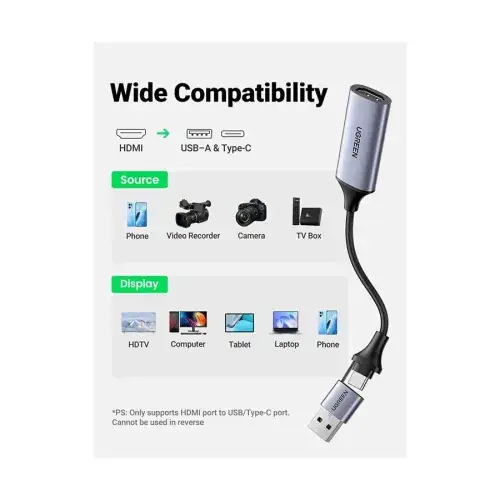 Wide Compatibility
HDMI
USB-A & Type-C
Source
Phone
Video Recorder
Camera
TV Box
Display
HDTV
Computer
Tablet
Laptop
Phone
*PS: Only supports HDMI port to USB/Type-C port.
Cannot be used in reverse
UGREEN
UGREEN